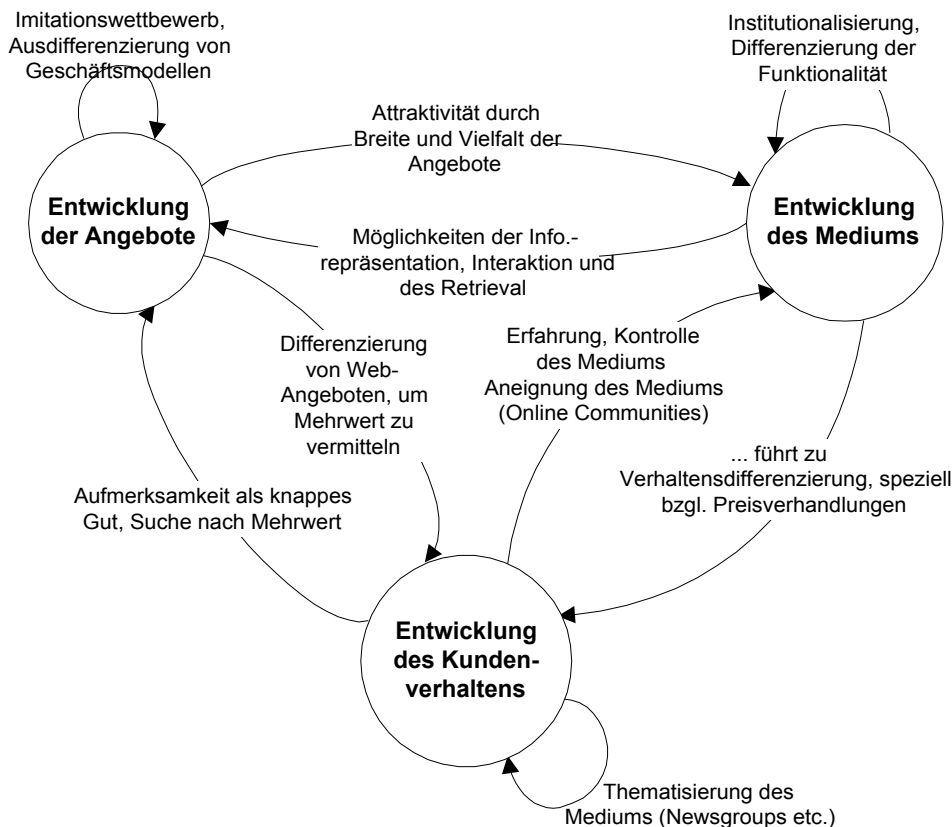 Imitationswettbewerb,
Ausdifferenzierung von
Geschäftsmodellen
Institutionalisierung,
Differenzierung der
Funktionalität
Attraktivität durch
Breite und Vielfalt der
Angebote
Entwicklung
der Angebote
Entwicklung
des Mediums
Möglichkeiten der Info.-
repräsentation, Interaktion und
des Retrieval
Differenzierung
von Web-
Angeboten, um
Mehrwert zu
vermitteln
Erfahrung, Kontrolle
des Mediums
Aneignung des Mediums
(Online Communities)
... führt zu
Verhaltensdifferenzierung, speziell
bzgl. Preisverhandlungen
Aufmerksamkeit als knappes
Gut, Suche nach Mehrwert
Entwicklung
des Kunden-
verhaltens
Thematisierung des
Mediums (Newsgroups etc.)